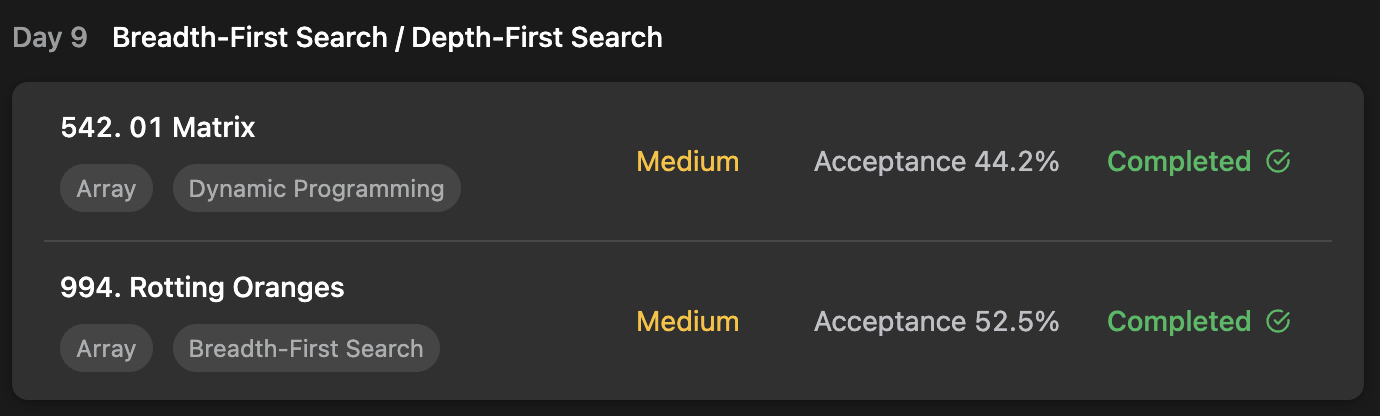 Day 9 Breadth-First Search / Depth-First Search
542. 01 Matrix
Array Dynamic Programming
Medium Acceptance 44.2% Completed
994. Rotting Oranges
Array Breadth-First Search
Medium Acceptance 52.5% Completed